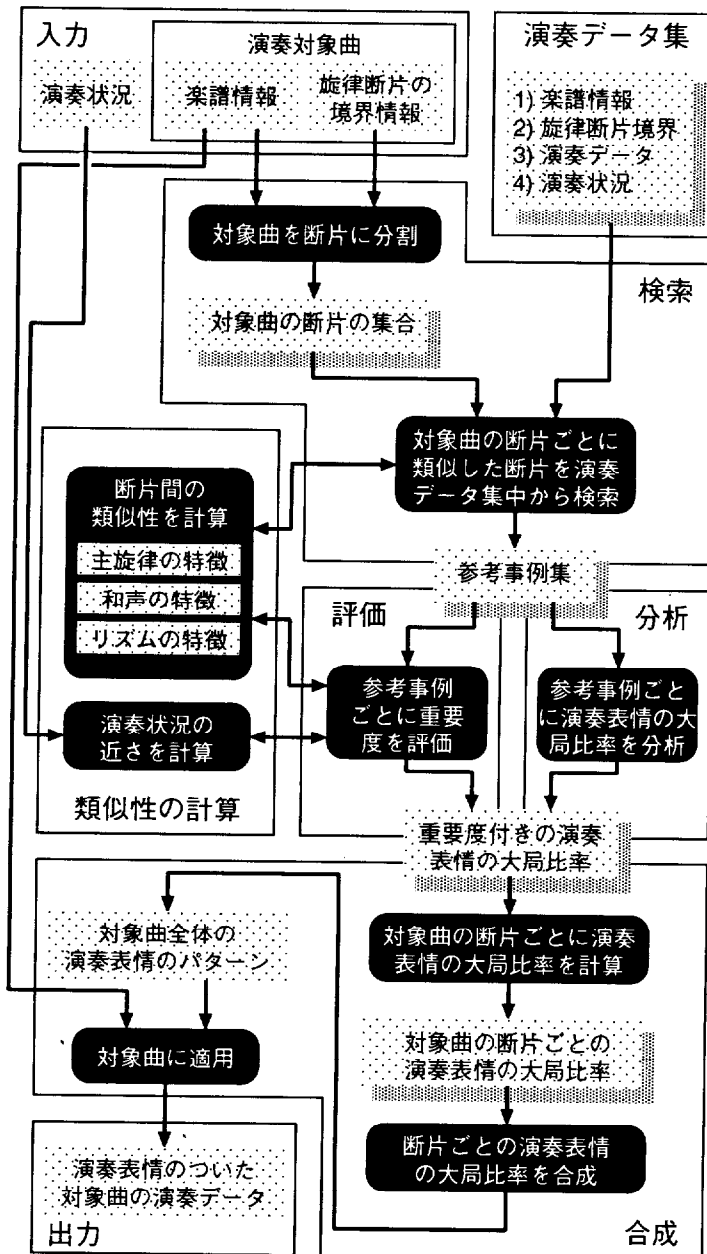 入力
演奏対象曲
演奏状況
楽譜情報
旋律断片の
境界情報
演奏データ集
1) 楽譜情報
2) 旋律断片境界
3) 演奏データ
4) 演奏状況
対象曲を断片に分割
検索
対象曲の断片の集合
対象曲の断片ごとに
類似した断片を演奏
データ集中から検索
断片間の
類似性を計算
主旋律の特徴
和声の特徴
リズムの特徴
参考事例集
評価
分析
参考事例
ごとに重要
度を評価
参考事例ごと
に演奏表情の大
局比率を分析
演奏状況の
近さを計算
類似性の計算
重要度付きの演奏
表情の大局比率
対象曲全体の
演奏表情のパターン
対象曲の断片ごとに演奏
表情の大局比率を計算
対象曲に適用
対象曲の断片ごとの
演奏表情の大局比率
演奏表情のついた
対象曲の演奏データ
断片ごとの演奏表情
の大局比率を合成
出力
合成